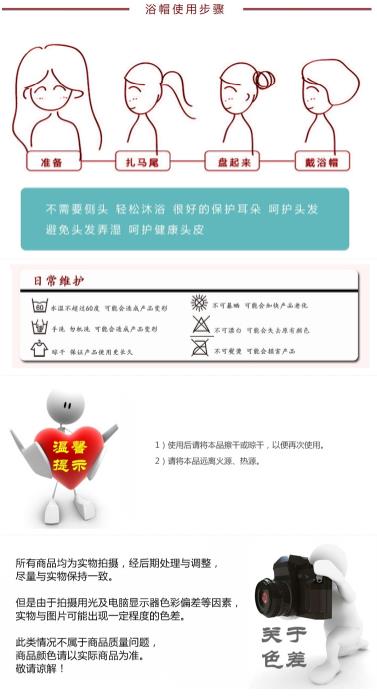 浴帽使用步骤
准备
扎马尾
盘起来
戴浴帽
不需要侧头 轻松沐浴 很好的保护耳朵 呵护头发
避免头发弄湿 呵护健康头皮
日常维护
60 水温不超过60度 可能会造成产品变形
不可暴晒 可能会加快产品老化
手洗 勿机洗 可能会造成产品变形
不可漂白 可能会失去原有颜色
晾干 保证产品使用更长久
不可熨烫 可能会损害产品
温馨
提示
1）使用后请将本品擦干或晾干，以便再次使用。
2）请将本品远离火源、热源。
所有商品均为实物拍摄，经后期处理与调整，
尽量与实物保持一致。
但是由于拍摄用光及电脑显示器色彩偏差等因素，
实物与图片可能出现一定程度的色差。
此类情况不属于商品质量问题，
商品颜色请以实际商品为准。
敬请谅解！
关于
色差